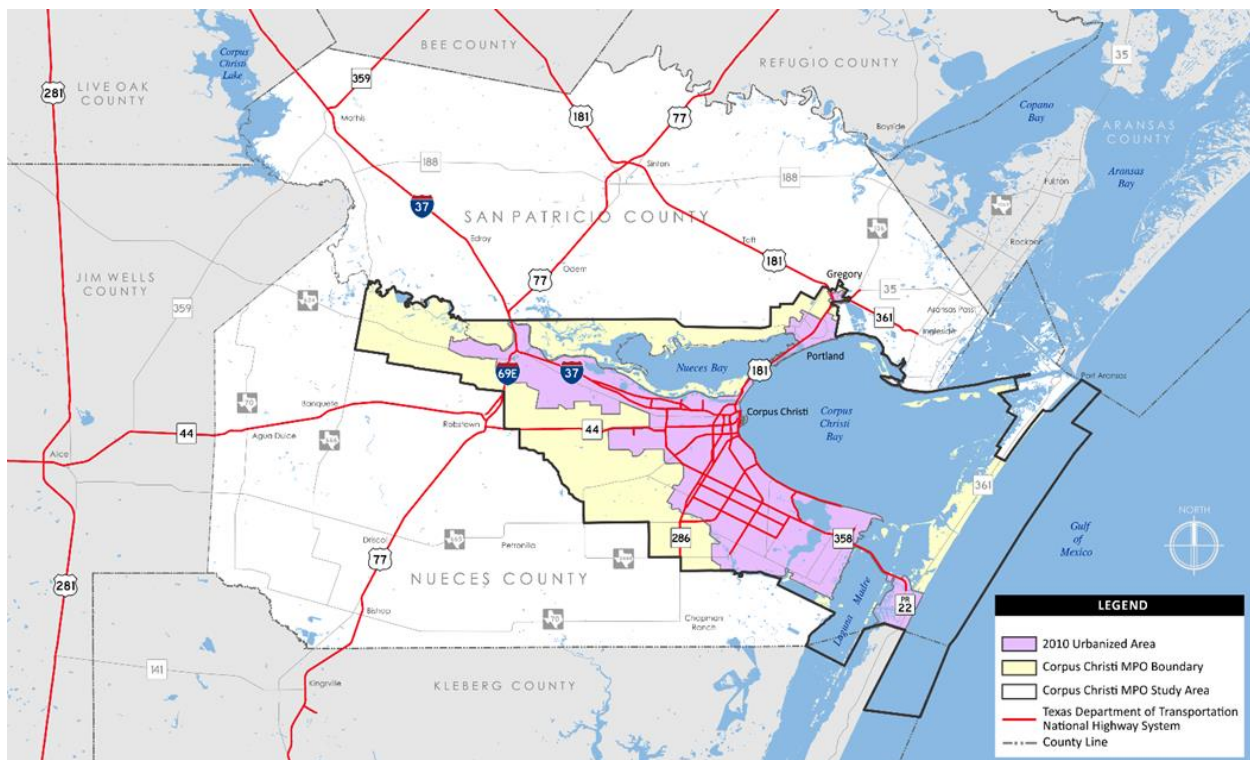 BEE COUNTY
REFUGIO COUNTY
LIVE OAK
COUNTY
JIM WELLS
COUNTY
ARANSAS
COUNTY
SAN PATRICIO COUNTY
NUECES COUNTY
KLEBERG COUNTY
Corpus
Christi
Lake
Copano
Bay
Aransas
Bay
Nueces Bay
Corpus
Christi
Bay
Gulf
of
Mexico
Laguna Madre
281
359
181
77
35
Mathis
Bayside
188
Sinton
188
Fulton
37
Rockport
Edroy
Taft
181
77
Odem
Gregory
35
359
361
Aransas Pass
Ingleside
Portland
69E
37
181
Port Aransas
Banquete
Corpus Christi
70
44
Agua Dulce
Robstown
44
Alice
361
NORTH
286
358
Driscoll
Petronilla
77
281
PR
22
Bishop
70
Chapman
Ranch
141
Kingsville
LEGEND
2010 Urbanized Area
Corpus Christi MPO Boundary
Corpus Christi MPO Study Area
Texas Department of Transportation
National Highway System
County Line